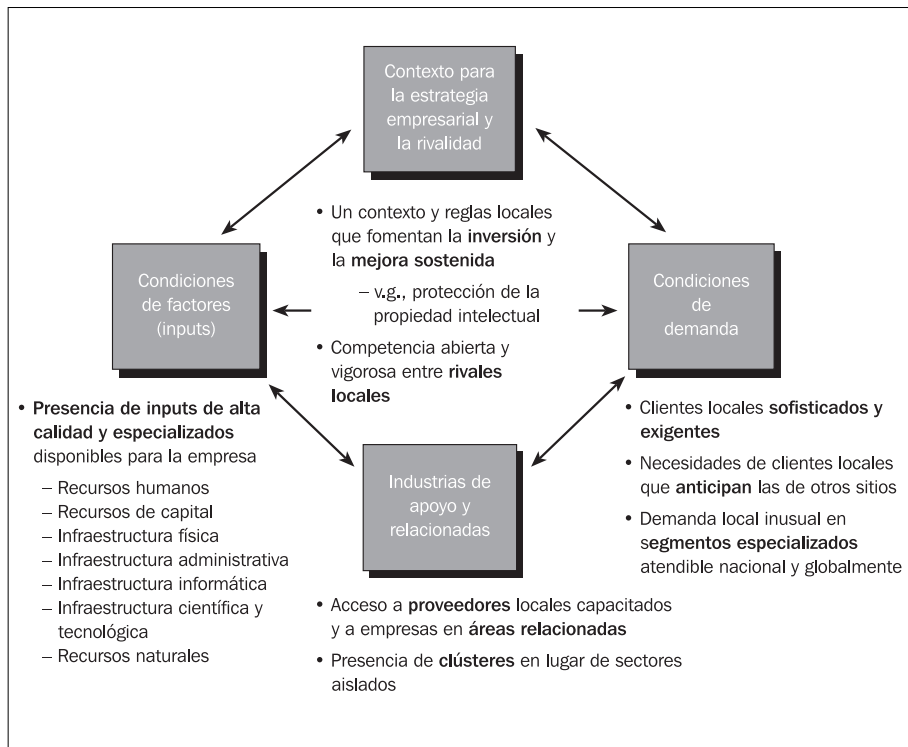 Contexto para
la estrategia
empresarial y
la rivalidad
• Un contexto y reglas locales
que fomentan la inversión y
la mejora sostenida
– v.g., protección de la
propiedad intelectual
• Competencia abierta y
vigorosa entre rivales
locales
Condiciones
de factores
(inputs)
• Presencia de inputs de alta
calidad y especializados
disponibles para la empresa
– Recursos humanos
– Recursos de capital
– Infraestructura física
– Infraestructura administrativa
– Infraestructura informática
– Infraestructura científica y
tecnológica
– Recursos naturales
Condiciones
de
demanda
• Clientes locales sofisticados y
exigentes
• Necesidades de clientes locales
que anticipan las de otros sitios
• Demanda local inusual en
segmentos especializados
atendible nacional y globalmente
Industrias de
apoyo y
relacionadas
• Acceso a proveedores locales capacitados
y a empresas en áreas relacionadas
• Presencia de clústeres en lugar de sectores
aislados